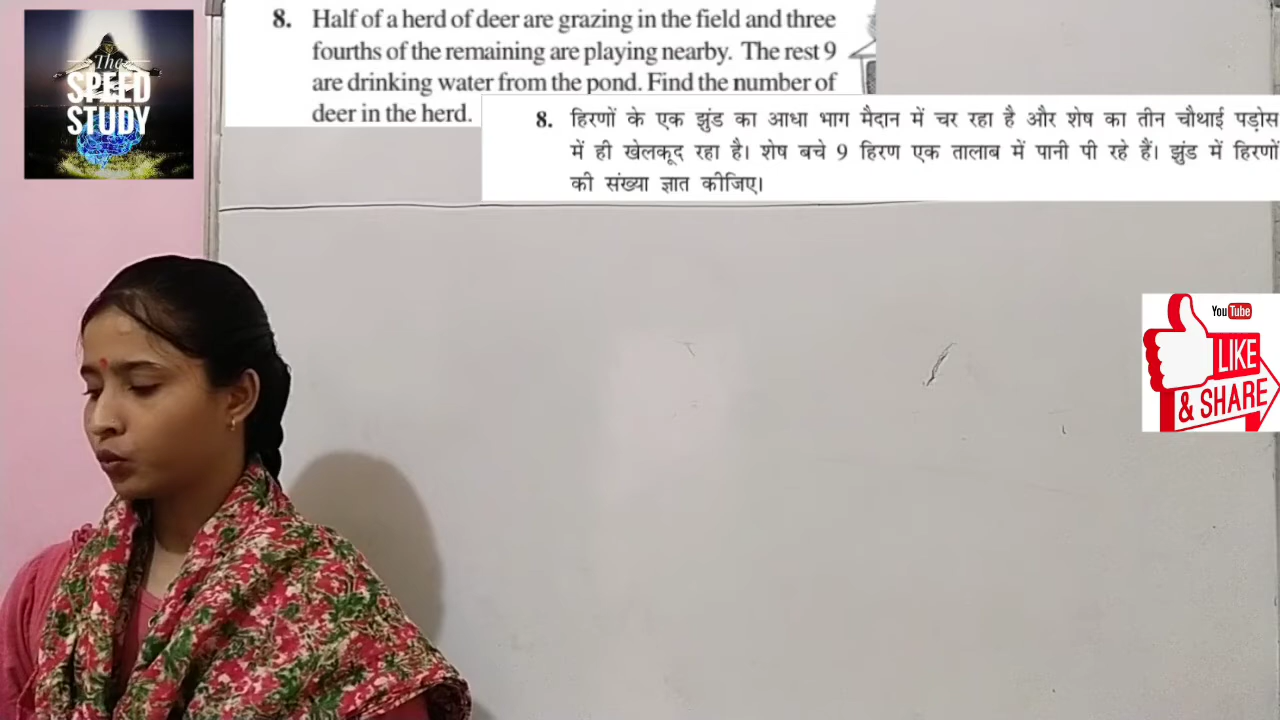 The
SPEED
STUDY
8. Half of a herd of deer are grazing in the field and three
fourths of the remaining are playing nearby. The rest 9
are drinking water from the pond. Find the number of
deer in the herd.
8. हिरणों के एक झुंड का आधा भाग मैदान में चर रहा है और शेष का तीन चौथाई पड़ोस
में ही खेलकूद रहा है। शेष बचे 9 हिरण एक तालाब में पानी पी रहे हैं। झुंड में हिरणों
की संख्या ज्ञात कीजिए।
YouTube
LIKE
& SHARE